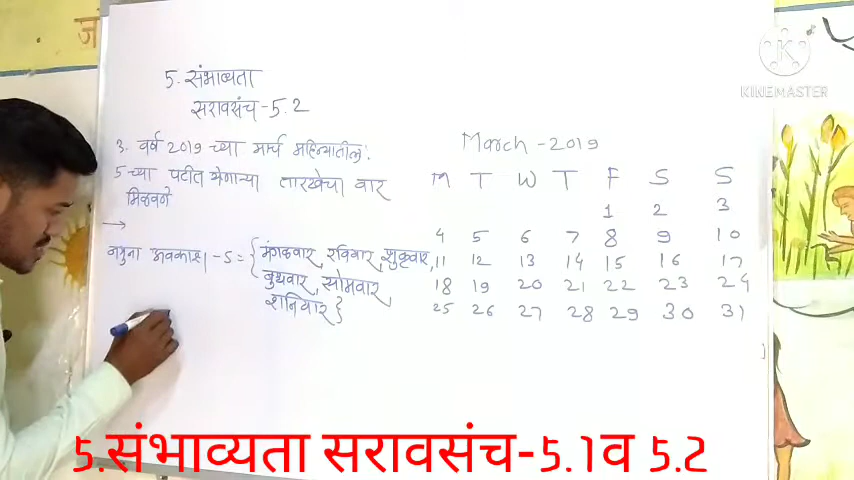 KINEMASTER
5. संभाव्यता
सरावसंच-5.2
3. वर्ष 2019 च्या मार्च महिन्यातील:
5 च्या पटीत येणाऱ्या तारखेचा वार
मिळवणे
→
नमुना अवकाश -S = {मंगळवार, रविवार, शुक्रवार,
बुधवार, सोमवार,
शनिवार}
March - 2019
M T W T F S S
1 2 3
4 5 6 7 8 9 10
11 12 13 14 15 16 17
18 19 20 21 22 23 24
25 26 27 28 29 30 31
5.संभाव्यता सरावसंच-5.1व 5.2